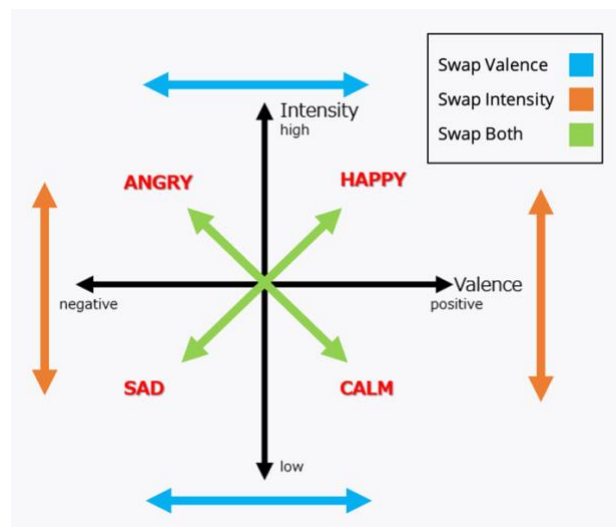 Swap Valence
Swap Intensity
Swap Both
Intensity
high
ANGRY
HAPPY
Valence
negative
positive
SAD
CALM
low